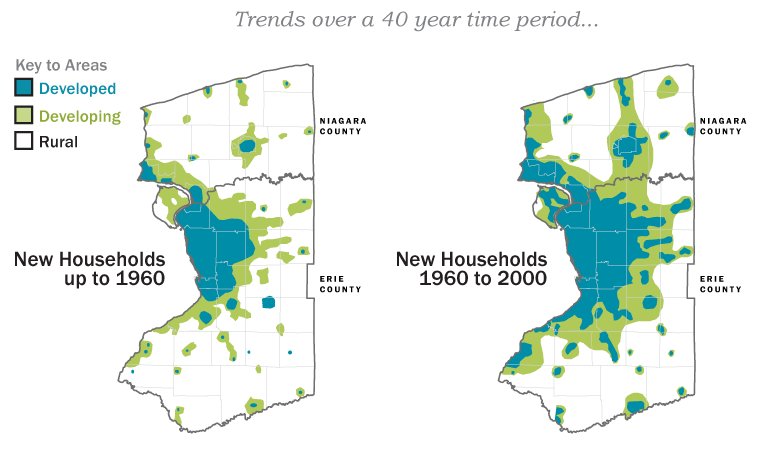 Trends over a 40 year time period...
Key to Areas
Developed
Developing
Rural
NIAGARA
COUNTY
New Households
up to 1960
ERIE
COUNTY
NIAGARA
COUNTY
New Households
1960 to 2000
ERIE
COUNTY